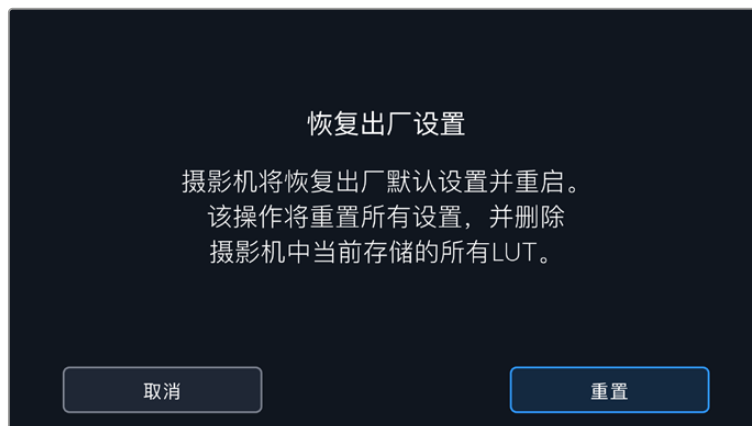 恢复出厂设置
摄影机将恢复出厂默认设置并重启。
该操作将重置所有设置，并删除
摄影机中当前存储的所有LUT。
取消
重置